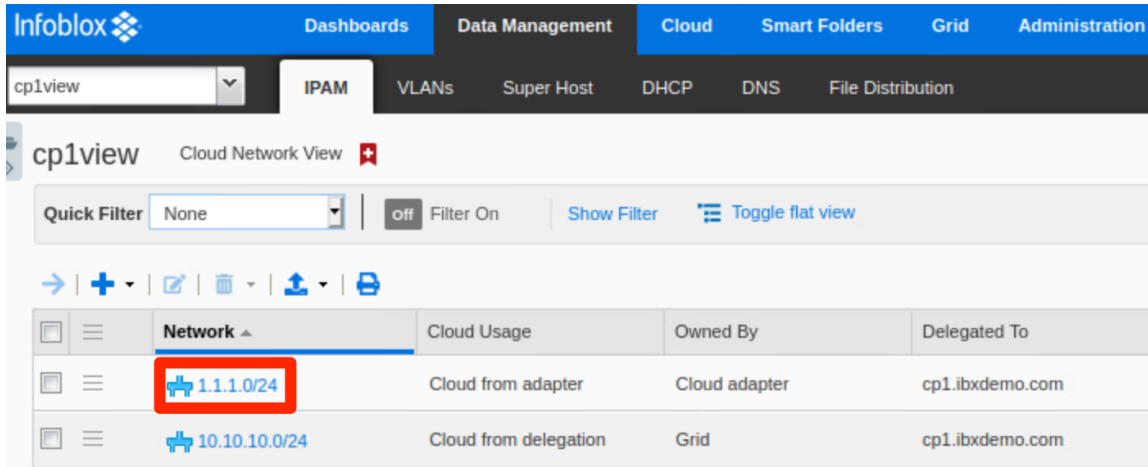 Infoblox Dashboards Data Management Cloud Smart Folders Grid Administration
cp1view IPAM VLANs Super Host DHCP DNS File Distribution
cp1view Cloud Network View
Quick Filter None Off Filter On Show Filter Toggle flat view
Network Cloud Usage Owned By Delegated To
1.1.1.0/24 Cloud from adapter Cloud adapter cp1.ibxdemo.com
10.10.10.0/24 Cloud from delegation Grid cp1.ibxdemo.com